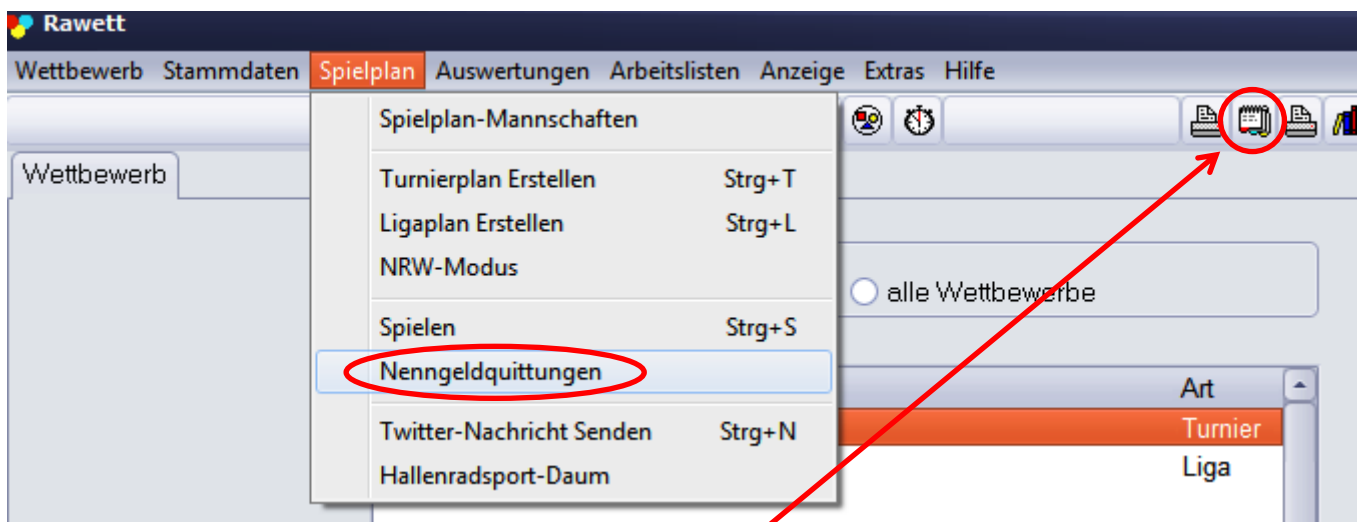 Rawett
Wettbewerb Stammdaten Spielplan Auswertungen Arbeitslisten Anzeige Extras Hilfe
Spielplan-Mannschaften
Wettbewerb
Turnierplan Erstellen Strg+T
Ligaplan Erstellen Strg+L
NRW-Modus
alle Wettbewerbe
Spielen Strg+S
Nenngeldquittungen
Art
Twitter-Nachricht Senden Strg+N
Turnier
Hallenradsport-Daum
Liga